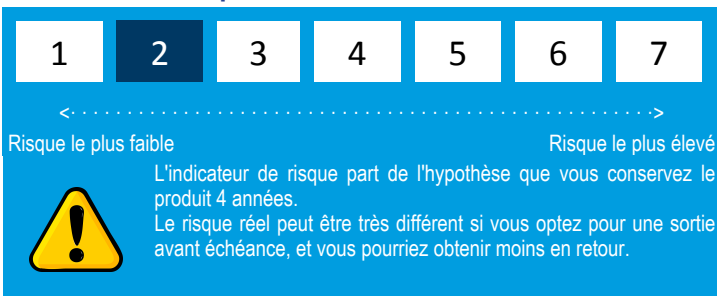 1 2 3 4 5 6 7
Risque le plus faible Risque le plus élevé
L'indicateur de risque part de l'hypothèse que vous conservez le
produit 4 années.
Le risque réel peut être très différent si vous optez pour une sortie
avant échéance, et vous pourriez obtenir moins en retour.